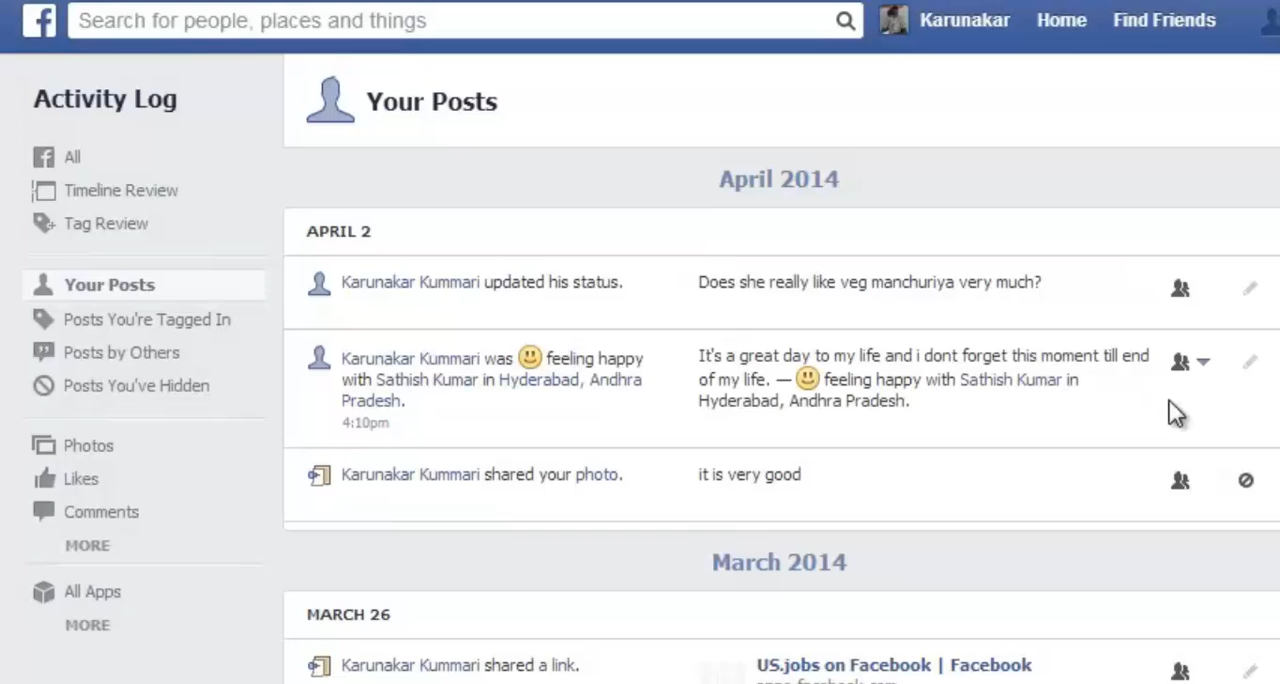 f Search for people, places and things Karunakar Home Find Friends
Activity Log
All
Timeline Review
Tag Review
Your Posts
Posts You're Tagged In
Posts by Others
Posts You've Hidden
Photos
Likes
Comments
MORE
All Apps
MORE
Your Posts
April 2014
APRIL 2
Karunakar Kummari updated his status.
Does she really like veg manchuriya very much?
Karunakar Kummari was feeling happy
with Sathish Kumar in Hyderabad, Andhra
Pradesh.
4:10pm
It's a great day to my life and i dont forget this moment till end
of my life. — feeling happy with Sathish Kumar in
Hyderabad, Andhra Pradesh.
Karunakar Kummari shared your photo.
it is very good
March 2014
MARCH 26
Karunakar Kummari shared a link.
US.jobs on Facebook | Facebook